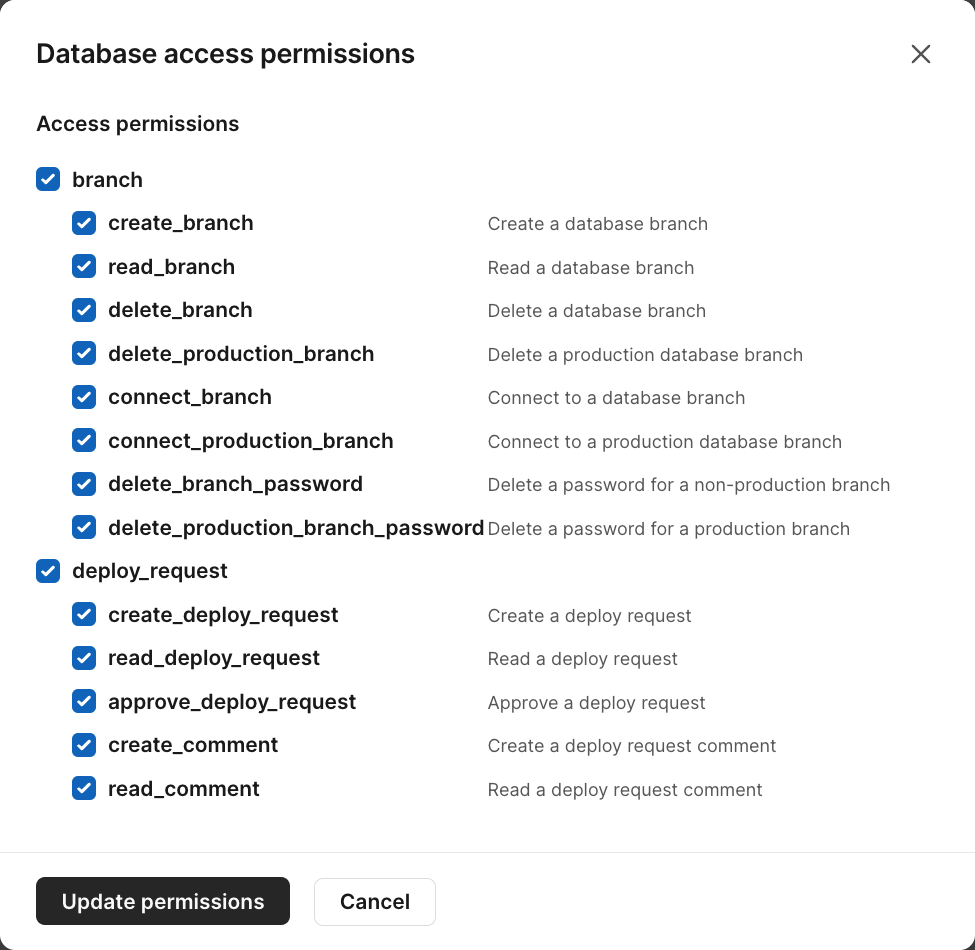 Database access permissions
Access permissions
branch
create_branch Create a database branch
read_branch Read a database branch
delete_branch Delete a database branch
delete_production_branch Delete a production database branch
connect_branch Connect to a database branch
connect_production_branch Connect to a production database branch
delete_branch_password Delete a password for a non-production branch
delete_production_branch_password Delete a password for a production branch
deploy_request
create_deploy_request Create a deploy request
read_deploy_request Read a deploy request
approve_deploy_request Approve a deploy request
create_comment Create a deploy request comment
read_comment Read a deploy request comment
Update permissions Cancel